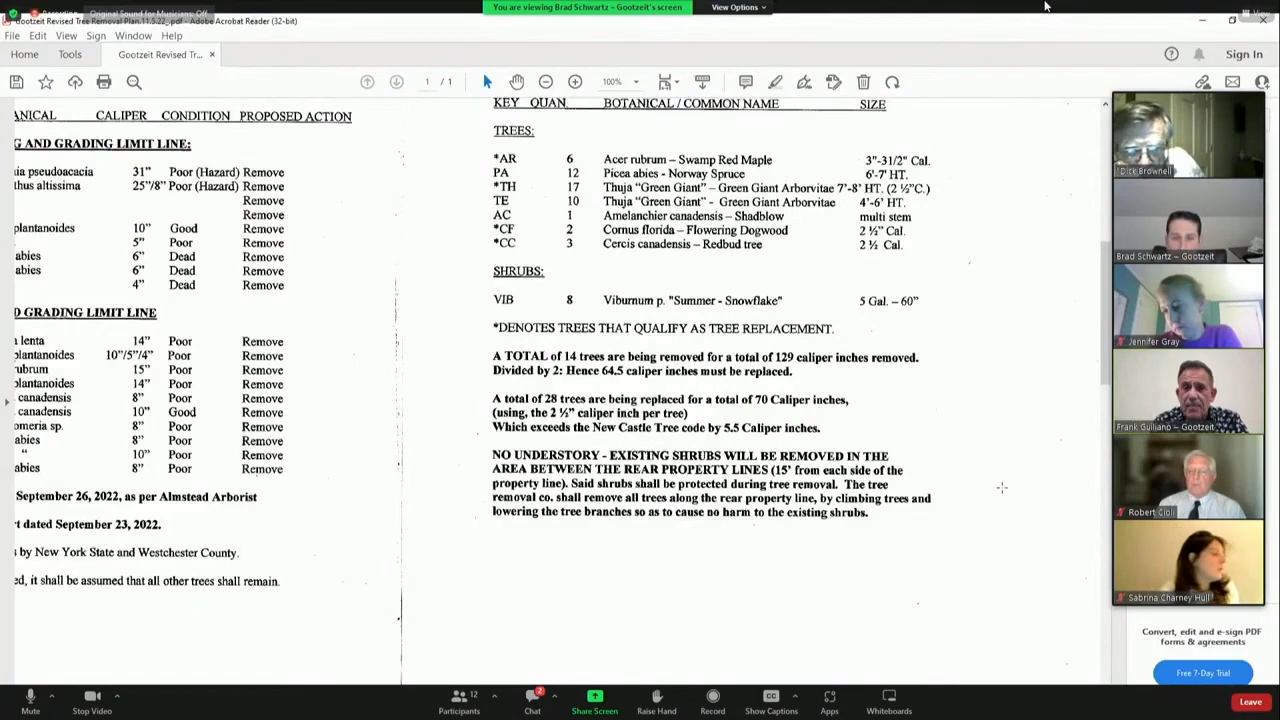 Recording
Original Sound for Musicians: Off
You are viewing Brad Schwartz – Gootzeit's screen
View Options
View
Gootzeit Revised Tree Removal Plan.11.5.22_.pdf - Adobe Acrobat Reader (32-bit)
File Edit View Sign Window Help
Home Tools Gootzeit Revised Tr... × Sign In
1 / 1 100%
ANICAL CALIPER CONDITION PROPOSED ACTION
G AND GRADING LIMIT LINE:
ia pseudoacacia 31" Poor (Hazard) Remove
thus altissima 25"/8" Poor (Hazard) Remove
Remove
Remove
plantanoides 10" Good Remove
5" Poor Remove
abies 6" Dead Remove
abies 6" Dead Remove
4" Dead Remove
D GRADING LIMIT LINE
a lenta 14" Poor Remove
plantanoides 10"/5"/4" Poor Remove
rubrum 15" Poor Remove
plantanoides 14" Poor Remove
canadensis 8" Poor Remove
canadensis 10" Good Remove
omeria sp. 8" Poor Remove
abies 8" Poor Remove
" 10" Poor Remove
abies 8" Poor Remove
September 26, 2022, as per Almstead Arborist
t dated September 23, 2022.
s by New York State and Westchester County.
ed, it shall be assumed that all other trees shall remain.
KEY QUAN. BOTANICAL / COMMON NAME SIZE
TREES:
*AR 6 Acer rubrum – Swamp Red Maple 3"-31/2" Cal.
PA 12 Picea abies - Norway Spruce 6'-7' HT.
*TH 17 Thuja "Green Giant" – Green Giant Arborvitae 7'-8' HT. (2 ½"C.)
TE 10 Thuja "Green Giant" - Green Giant Arborvitae 4'-6' HT.
AC 1 Amelanchier canadensis – Shadblow multi stem
*CF 2 Cornus florida – Flowering Dogwood 2 ½" Cal.
*CC 3 Cercis canadensis – Redbud tree 2 ½ Cal.
SHRUBS:
VIB 8 Viburnum p. "Summer - Snowflake" 5 Gal. – 60"
*DENOTES TREES THAT QUALIFY AS TREE REPLACEMENT.
A TOTAL of 14 trees are being removed for a total of 129 caliper inches removed.
Divided by 2: Hence 64.5 caliper inches must be replaced.
A total of 28 trees are being replaced for a total of 70 Caliper inches,
(using, the 2 ½" caliper inch per tree)
Which exceeds the New Castle Tree code by 5.5 Caliper inches.
NO UNDERSTORY - EXISTING SHRUBS WILL BE REMOVED IN THE
AREA BETWEEN THE REAR PROPERTY LINES (15' from each side of the
property line). Said shrubs shall be protected during tree removal. The tree
removal co. shall remove all trees along the rear property line, by climbing trees and
lowering the tree branches so as to cause no harm to the existing shrubs.
Dick Brownell
Brad Schwartz – Gootzeit
Jennifer Gray
Frank Guiliano – Gootzeit
Robert Cioli
Sabrina Charney Hull
Convert, edit and e-sign PDF
forms & agreements
Free 7-Day Trial
Mute
Stop Video
Participants 12
Chat 2
Share Screen
Raise Hand
Record
Show Captions
Apps
Whiteboards
Leave